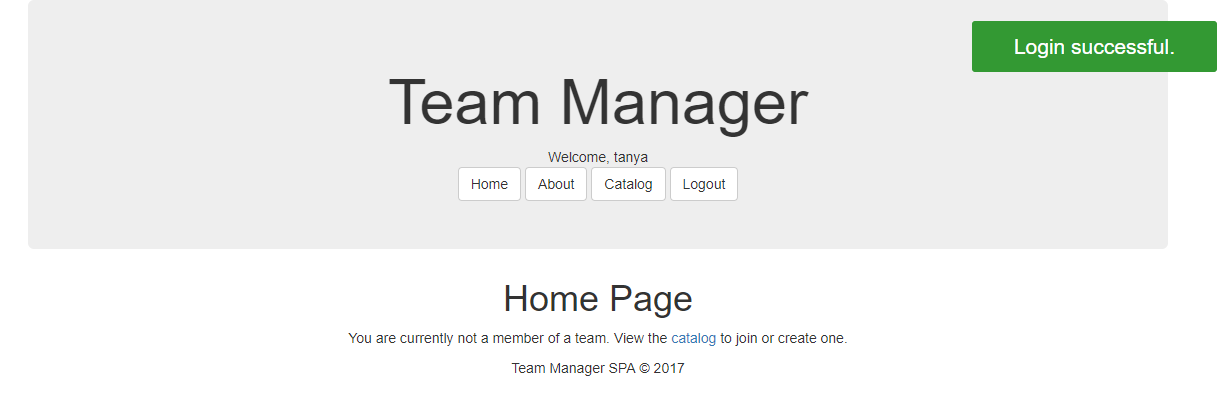 Login successful.
Team Manager
Welcome, tanya
Home About Catalog Logout
Home Page
You are currently not a member of a team. View the catalog to join or create one.
Team Manager SPA © 2017